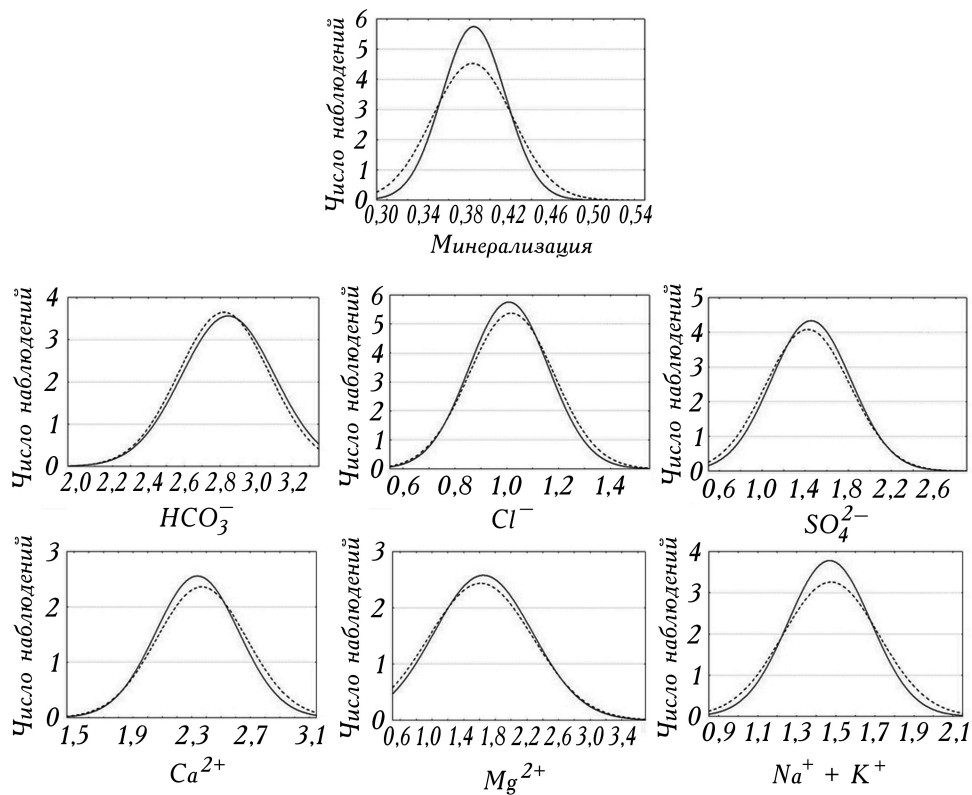 Число наблюдений
6
5
4
3
2
1
0
0,30 0,34 0,38 0,42 0,46 0,50 0,54
Минерализация
Число наблюдений
4
3
2
1
0
2,0 2,2 2,4 2,6 2,8 3,0 3,2
HCO₃⁻
Число наблюдений
6
5
4
3
2
1
0
0,6 0,8 1,0 1,2 1,4
Cl⁻
Число наблюдений
5
4
3
2
1
0
0,6 1,0 1,4 1,8 2,2 2,6
SO₄²⁻
Число наблюдений
3
2
1
0
1,5 1,9 2,3 2,7 3,1
Ca²⁺
Число наблюдений
3
2
1
0
0,6 1,0 1,4 1,8 2,2 2,6 3,0 3,4
Mg²⁺
Число наблюдений
4
3
2
1
0
0,9 1,1 1,3 1,5 1,7 1,9 2,1
Na⁺ + K⁺